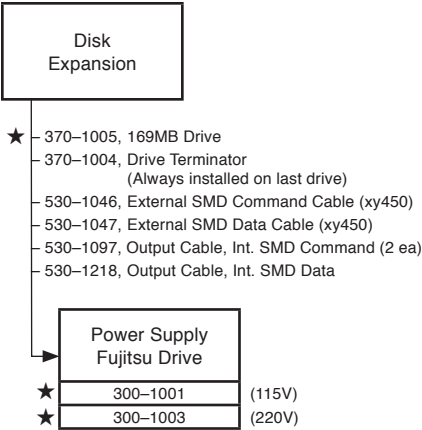 Disk
Expansion
★ 370–1005, 169MB Drive
370–1004, Drive Terminator
(Always installed on last drive)
530–1046, External SMD Command Cable (xy450)
530–1047, External SMD Data Cable (xy450)
530–1097, Output Cable, Int. SMD Command (2 ea)
530–1218, Output Cable, Int. SMD Data
Power Supply
Fujitsu Drive
★ 300–1001 (115V)
★ 300–1003 (220V)